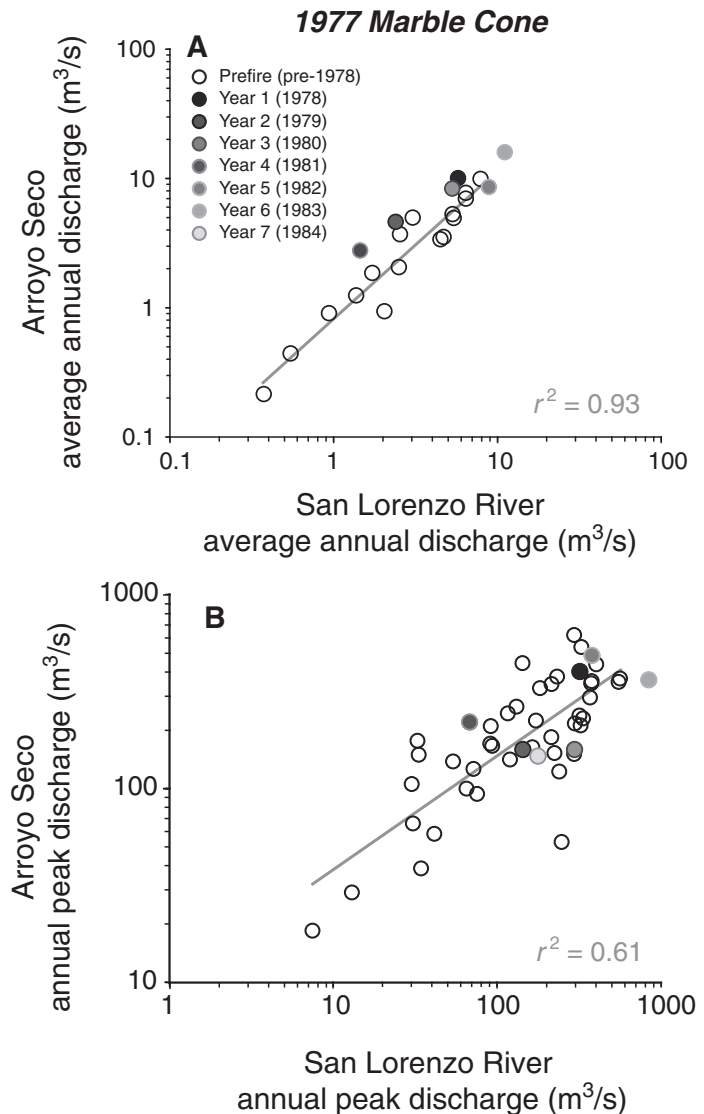 1977 Marble Cone
A
100
10
1
0.1
Arroyo Seco
average annual discharge (m³/s)
Prefire (pre-1978)
Year 1 (1978)
Year 2 (1979)
Year 3 (1980)
Year 4 (1981)
Year 5 (1982)
Year 6 (1983)
Year 7 (1984)
r² = 0.93
0.1
1
10
100
San Lorenzo River
average annual discharge (m³/s)
B
1000
100
10
Arroyo Seco
annual peak discharge (m³/s)
r² = 0.61
1
10
100
1000
San Lorenzo River
annual peak discharge (m³/s)